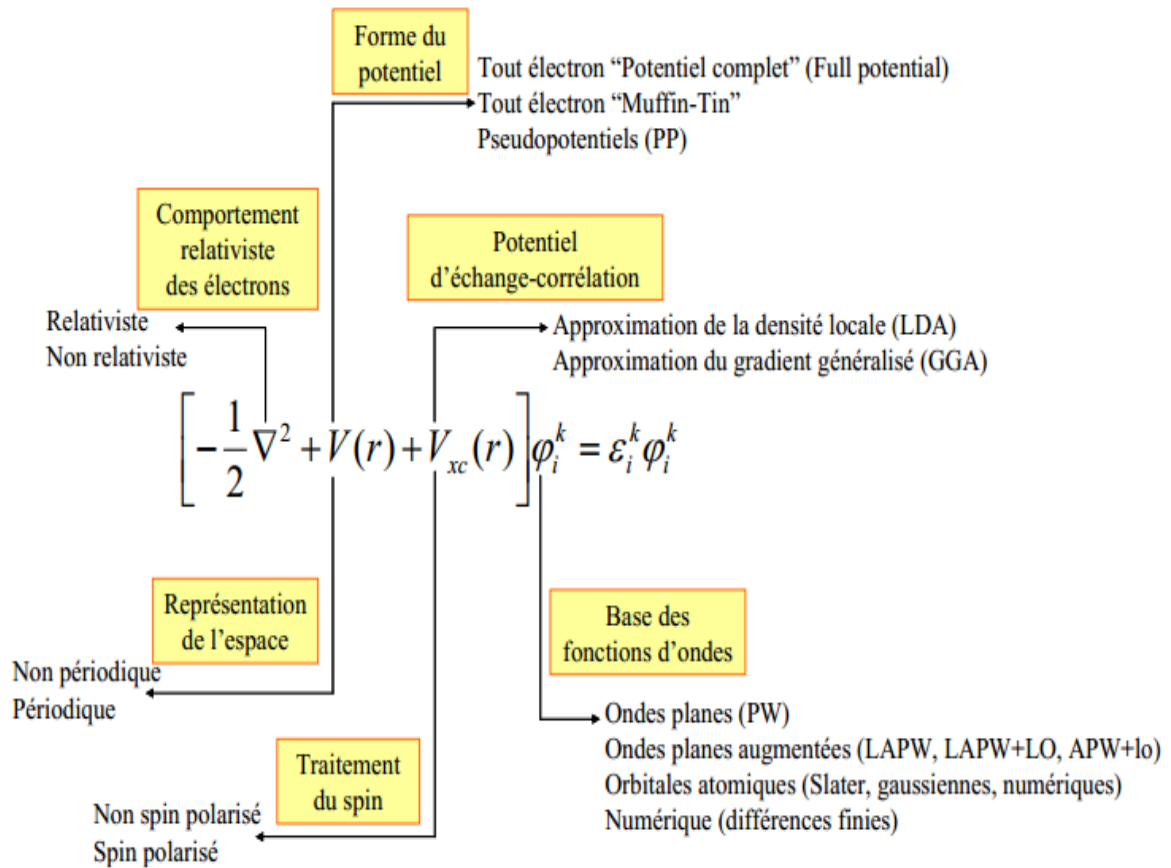 Forme du
potentiel
Tout électron “Potentiel complet” (Full potential)
Tout électron “Muffin-Tin”
Pseudopotentiels (PP)
Comportement
relativiste
des électrons
Potentiel
d’échange-corrélation
Relativiste
Non relativiste
Approximation de la densité locale (LDA)
Approximation du gradient généralisé (GGA)
[-1/2 ∇² + V(r) + V_xc(r)] φ_i^k = ε_i^k φ_i^k
Représentation
de l’espace
Base des
fonctions d’ondes
Non périodique
Périodique
Ondes planes (PW)
Ondes planes augmentées (LAPW, LAPW+LO, APW+lo)
Orbitales atomiques (Slater, gaussiennes, numériques)
Numérique (différences finies)
Traitement
du spin
Non spin polarisé
Spin polarisé